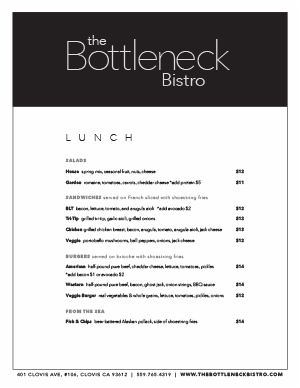 the
Bottleneck
Bistro
LUNCH
SALADS
House spring mix, seasonal fruit, nuts, cheese $12
Garden romaine, tomatoes, carrots, cheddar cheese *add protein $5 $11
SANDWICHES served on French sliced with shoestring fries
BLT bacon, lettuce, tomato, and arugula aioli *add avocado $2 $12
Tri-Tip grilled tri-tip, garlic aioli, grilled onions $12
Chicken grilled chicken breast, bacon, arugula, tomato, arugula aioli, jack cheese $13
Veggie portobello mushrooms, bell peppers, onions, jack cheese $12
BURGERS served on brioche with shoestring fries
American half-pound pure beef, cheddar cheese, lettuce, tomatoes, pickles $14
*add bacon $1 or avocado $2
Western half-pound pure beef, bacon, ghost jack, onion strings, BBQ sauce $14
Veggie Burger real vegetables & whole grains, lettuce, tomatoes, pickles, onions $12
FROM THE SEA
Fish & Chips beer-battered Alaskan pollock, side of shoestring fries $14
401 CLOVIS AVE, #106, CLOVIS CA 93612 | 559.765.4219 | WWW.THEBOTTLENECKBISTRO.COM